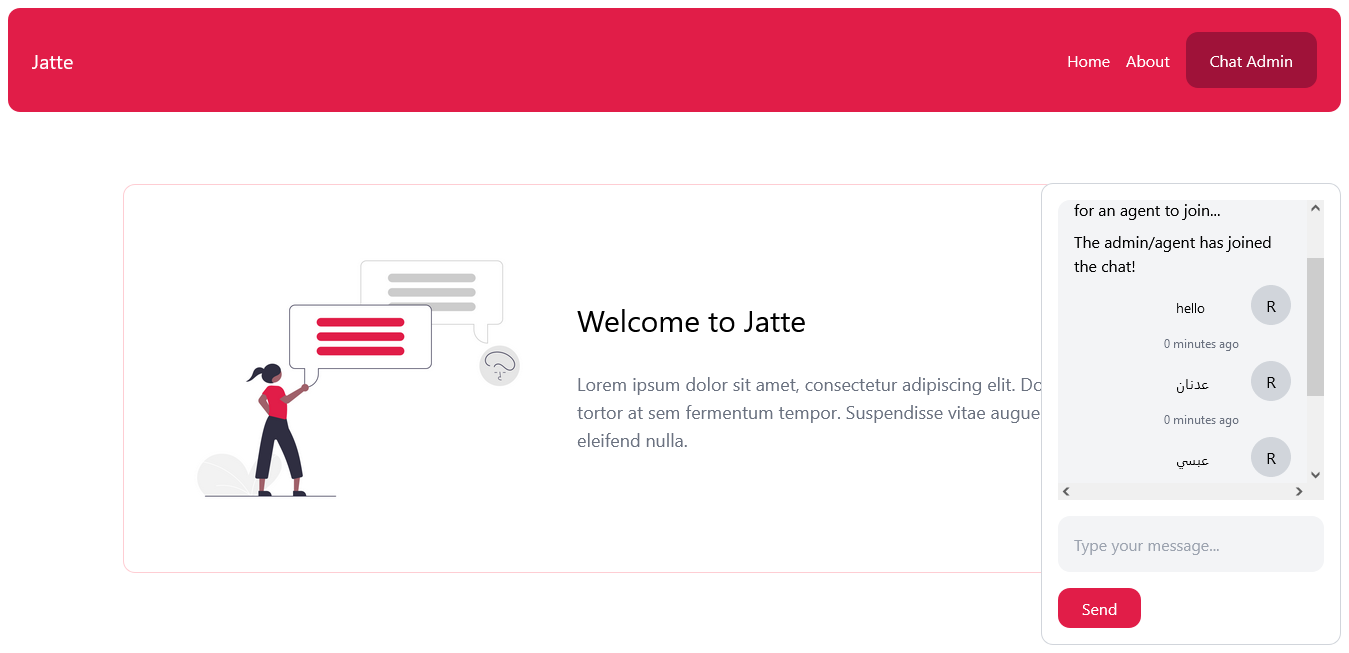 Jatte
Home
About
Chat Admin
Welcome to Jatte
Lorem ipsum dolor sit amet, consectetur adipiscing elit. Do
tortor at sem fermentum tempor. Suspendisse vitae augue
eleifend nulla.
for an agent to join...
The admin/agent has joined
the chat!
hello
R
0 minutes ago
عدنان
R
0 minutes ago
عبسي
R
Type your message...
Send